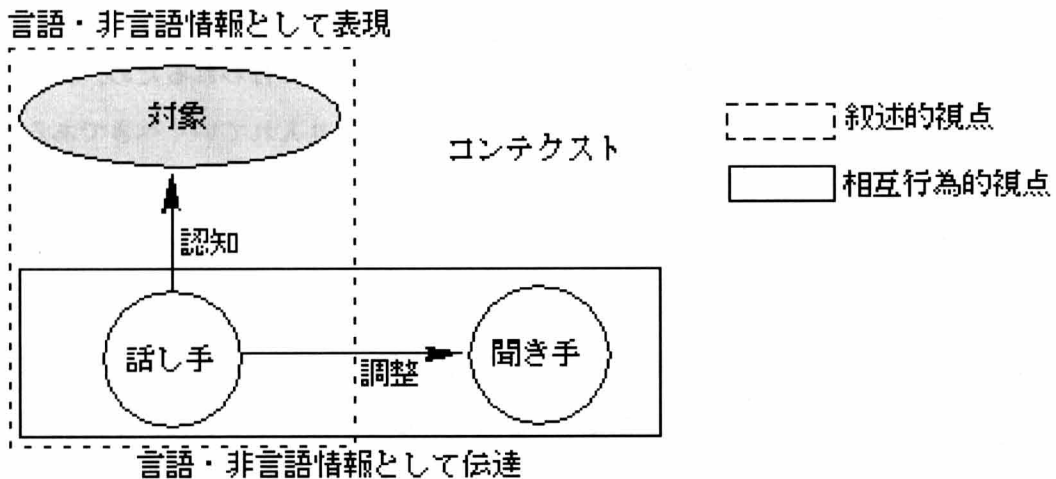 言語・非言語情報として表現
対象
コンテクスト
叙述的視点
相互行為的視点
認知
話し手
調整
聞き手
言語・非言語情報として伝達